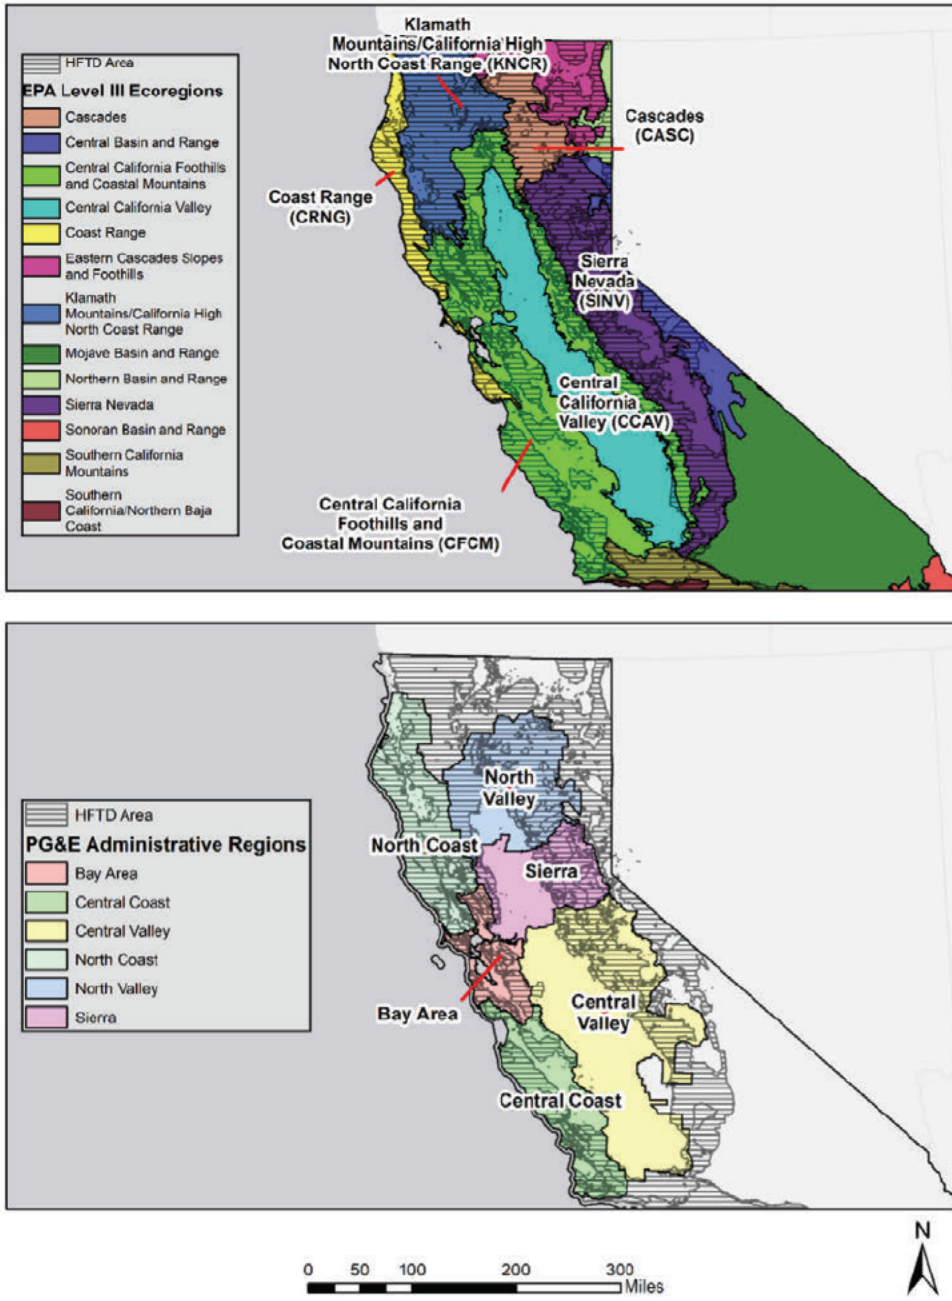 Klamath
Mountains/California High
North Coast Range (KNCR)
HFTD Area
EPA Level III Ecoregions
Cascades
Central Basin and Range
Central California Foothills
and Coastal Mountains
Central California Valley
Coast Range
Eastern Cascades Slopes
and Foothills
Klamath
Mountains/California High
North Coast Range
Mojave Basin and Range
Northern Basin and Range
Sierra Nevada
Sonoran Basin and Range
Southern California
Mountains
Southern
California/Northern Baja
Coast
Cascades
(CASC)
Coast Range
(CRNG)
Sierra
Nevada
(SINV)
Central
California
Valley (CCAV)
Central California
Foothills and
Coastal Mountains (CFCM)
HFTD Area
PG&E Administrative Regions
Bay Area
Central Coast
Central Valley
North Coast
North Valley
Sierra
North
Valley
North Coast
Sierra
Bay Area
Central
Valley
Central Coast
N
0 50 100 200 300
Miles